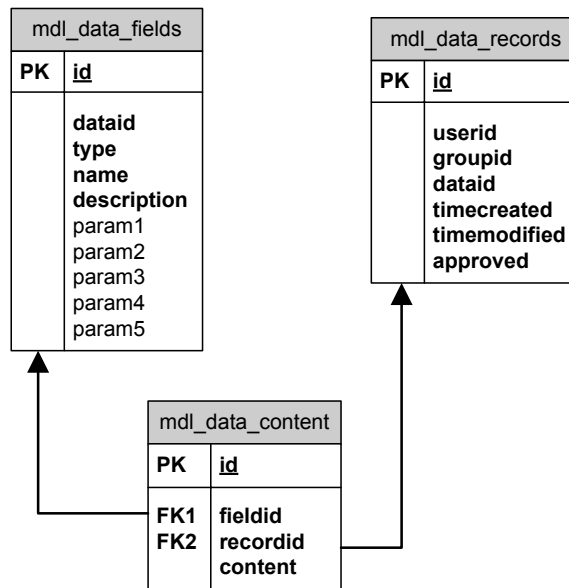 mdl_data_fields
PK id
dataid
type
name
description
param1
param2
param3
param4
param5
mdl_data_records
PK id
userid
groupid
dataid
timecreated
timemodified
approved
mdl_data_content
PK id
FK1 fieldid
FK2 recordid
content